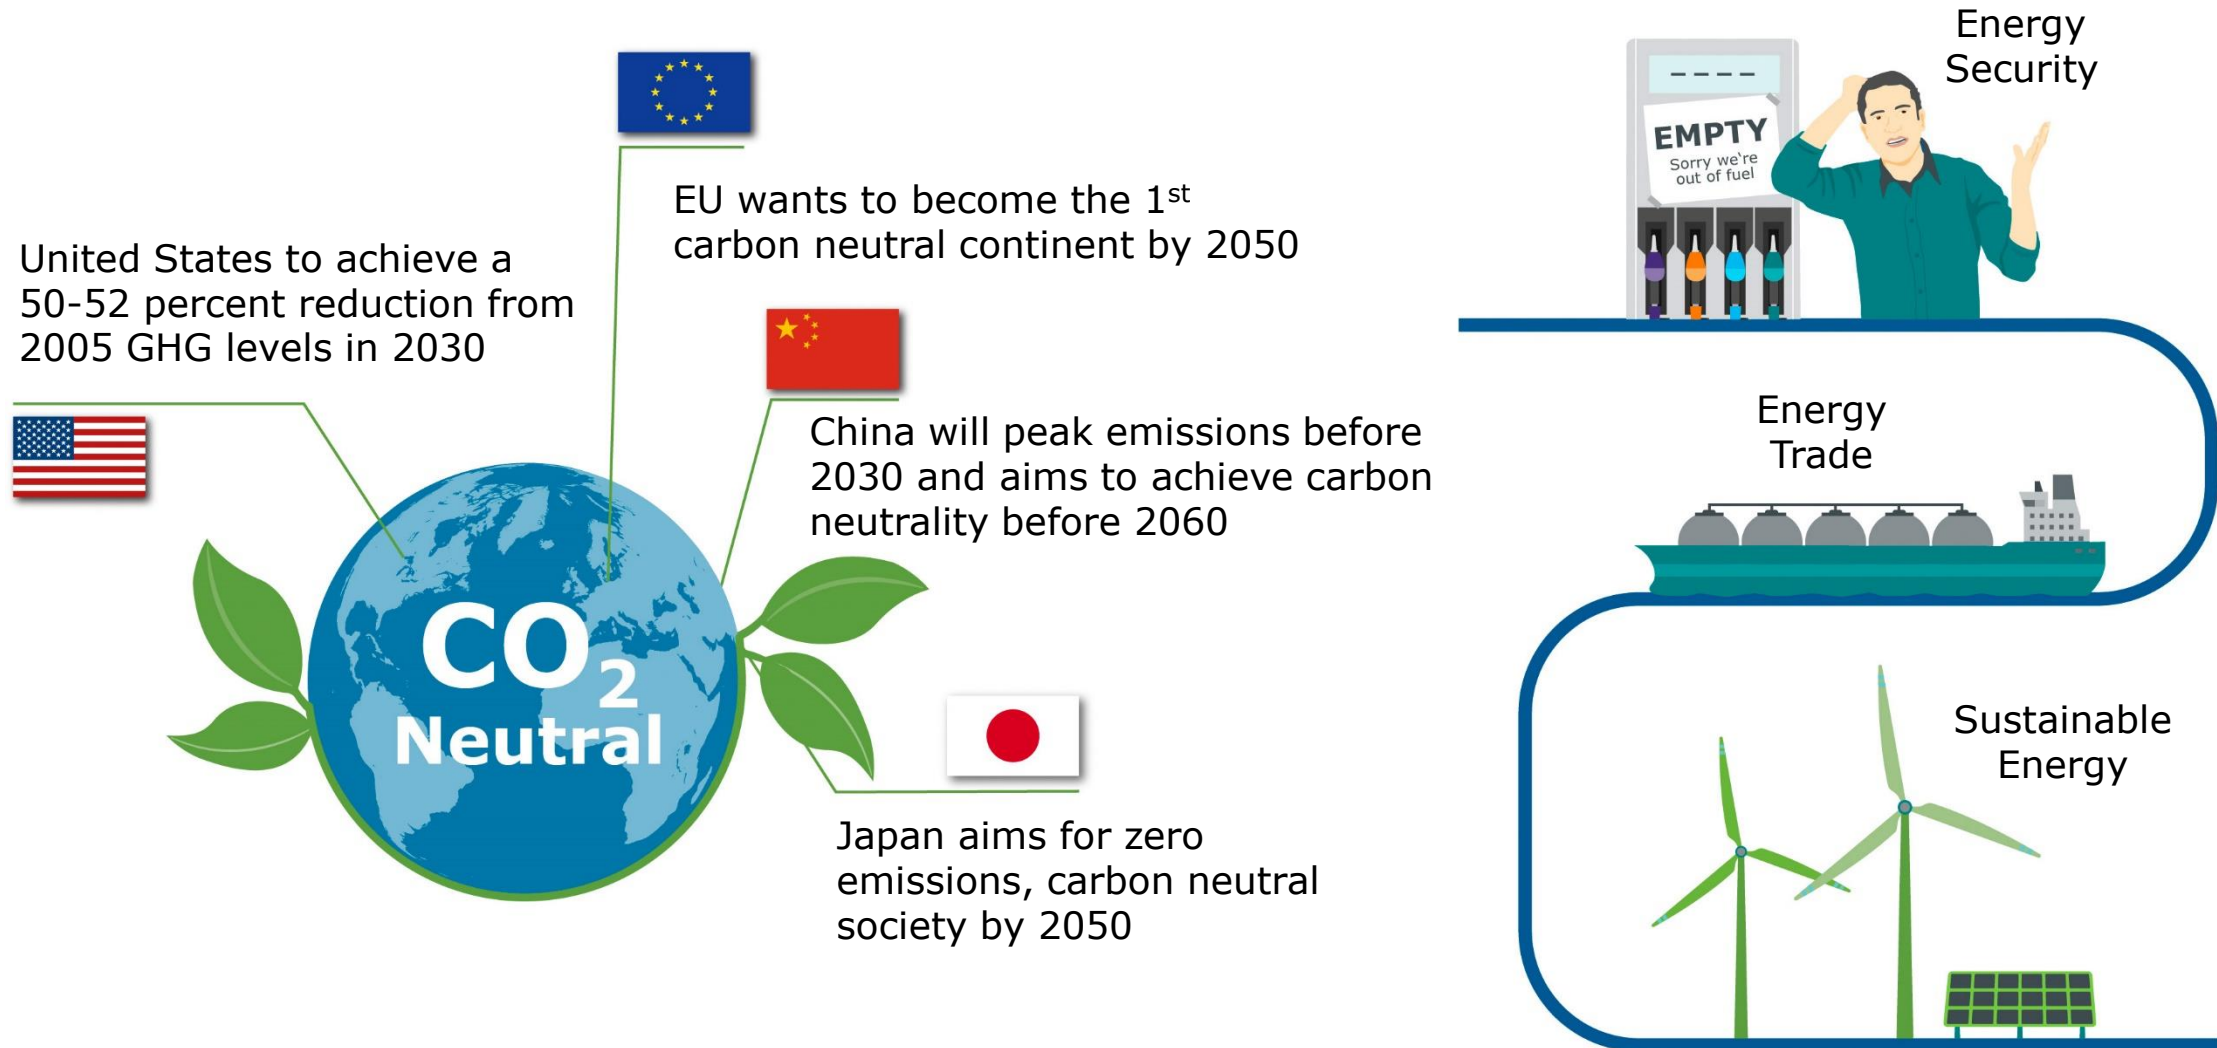 United States to achieve a
50-52 percent reduction from
2005 GHG levels in 2030
EU wants to become the 1st
carbon neutral continent by 2050
China will peak emissions before
2030 and aims to achieve carbon
neutrality before 2060
CO2
Neutral
Japan aims for zero
emissions, carbon neutral
society by 2050
Energy
Security
EMPTY
Sorry we're
out of fuel
Energy
Trade
Sustainable
Energy